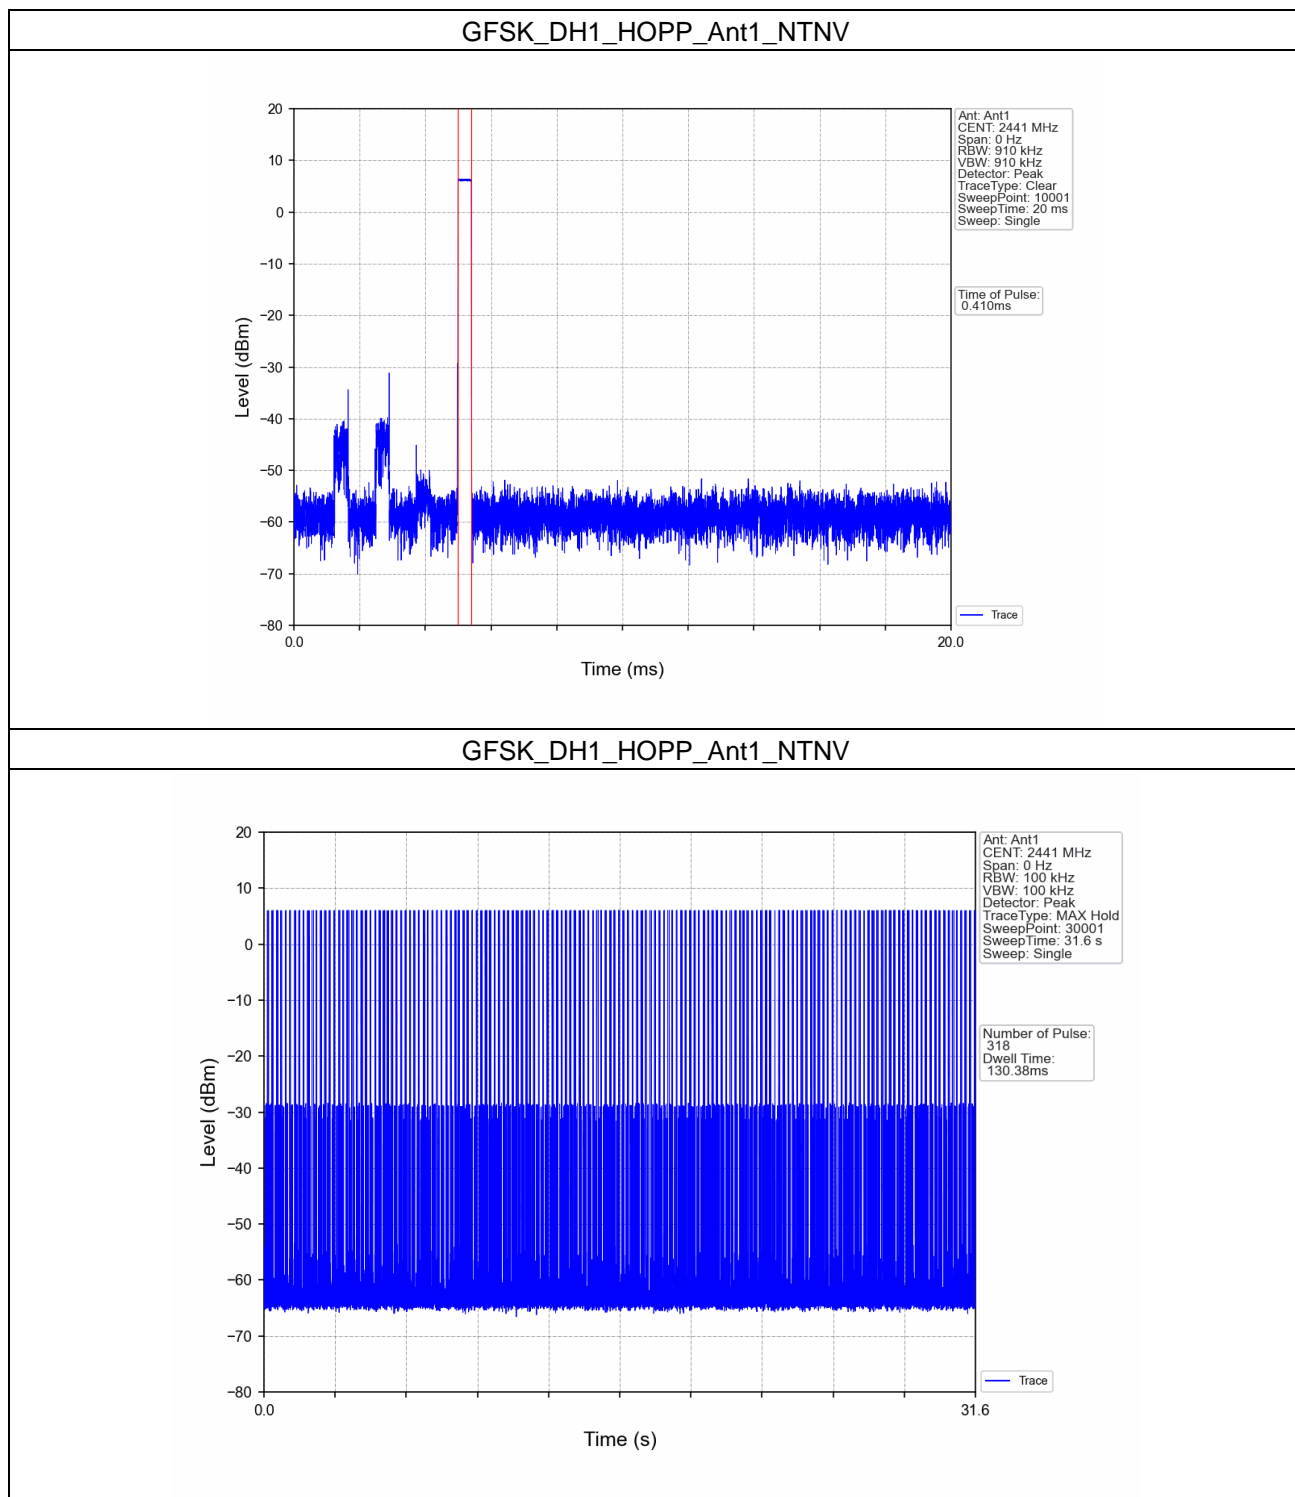 GFSK_DH1_HOPP_Ant1_NTNV
20
10
0
−10
−20
−30
−40
−50
−60
−70
−80
Level (dBm)
0.0
20.0
Time (ms)
Ant: Ant1
CENT: 2441 MHz
Span: 0 Hz
RBW: 910 kHz
VBW: 910 kHz
Detector: Peak
TraceType: Clear
SweepPoint: 10001
SweepTime: 20 ms
Sweep: Single
Time of Pulse:
0.410ms
Trace
GFSK_DH1_HOPP_Ant1_NTNV
20
10
0
−10
−20
−30
−40
−50
−60
−70
−80
Level (dBm)
0.0
31.6
Time (s)
Ant: Ant1
CENT: 2441 MHz
Span: 0 Hz
RBW: 100 kHz
VBW: 100 kHz
Detector: Peak
TraceType: MAX Hold
SweepPoint: 30001
SweepTime: 31.6 s
Sweep: Single
Number of Pulse:
318
Dwell Time:
130.38ms
Trace